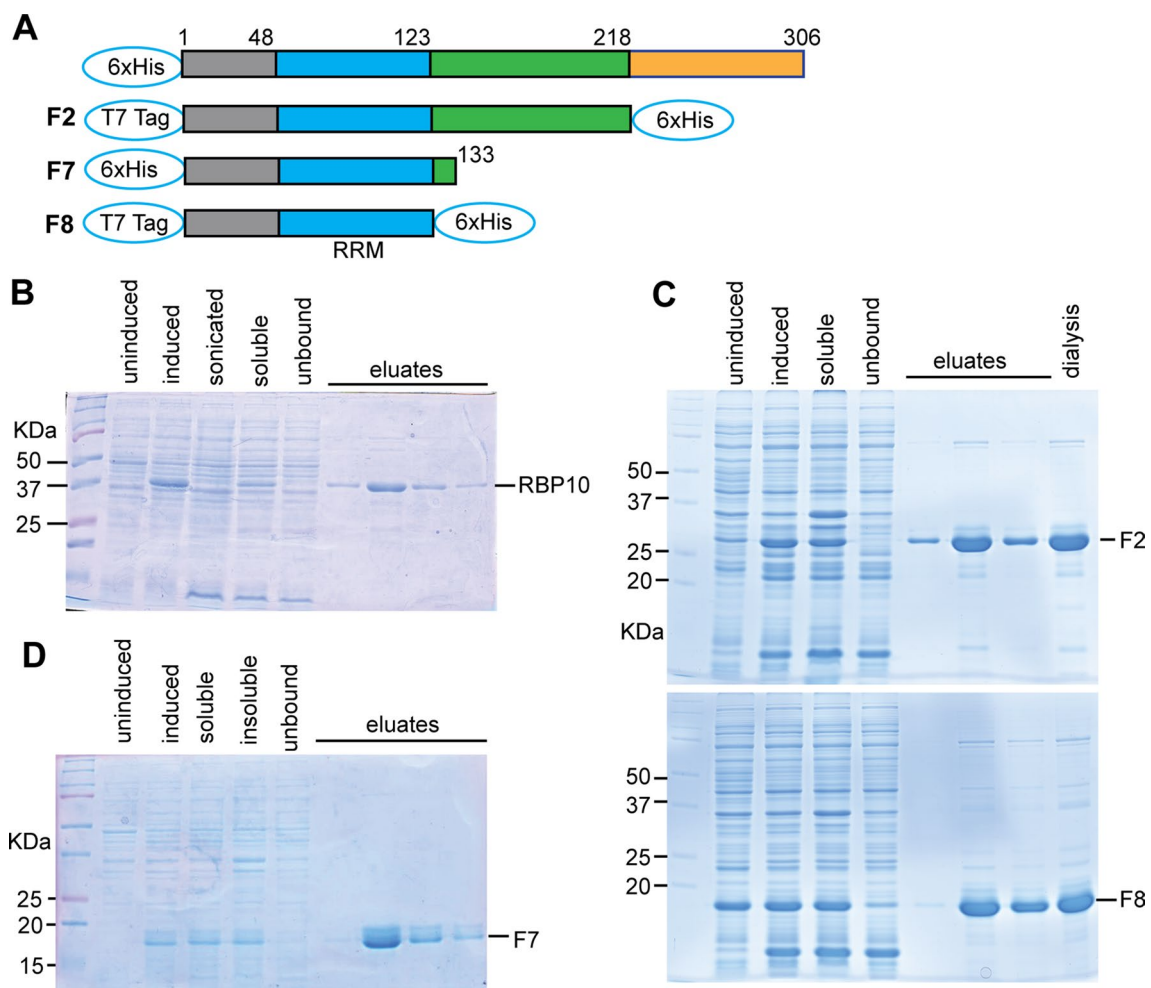 A
1 48 123 218 306
6xHis
F2 T7 Tag 6xHis
F7 6xHis 133
F8 T7 Tag 6xHis
RRM
B
uninduced
induced
sonicated
soluble
unbound
eluates
KDa
50
37
25
RBP10
C
uninduced
induced
soluble
unbound
eluates
dialysis
50
37
25
20
KDa
F2
50
37
25
20
F8
D
uninduced
induced
soluble
insoluble
unbound
eluates
KDa
25
20
15
F7